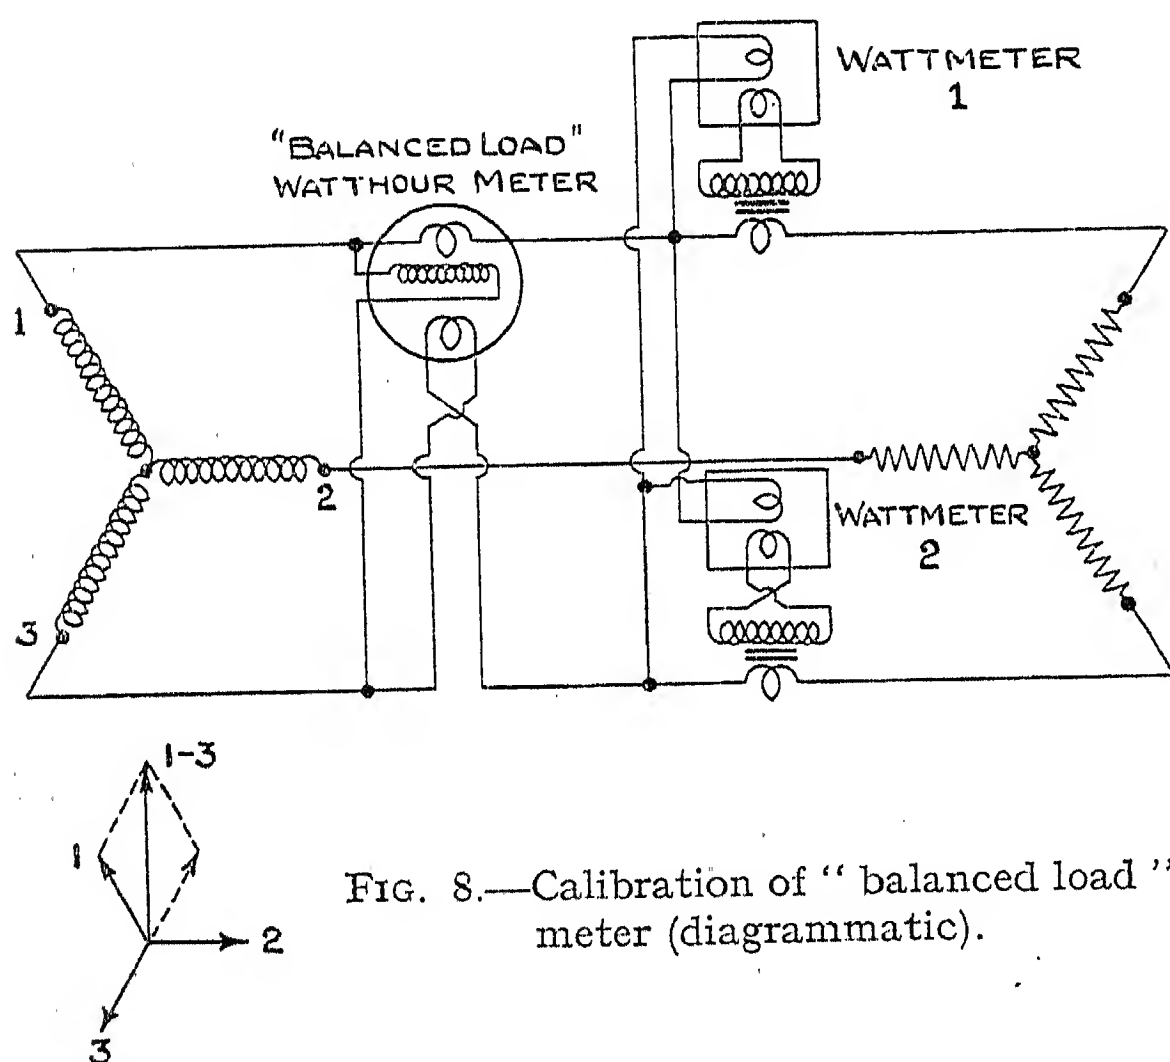 WATTMETER
1
"BALANCED LOAD"
WATTHOUR METER
1
2
WATTMETER
2
3
1-3
1
2
3
FIG. 8.—Calibration of “ balanced load ”
meter (diagrammatic).